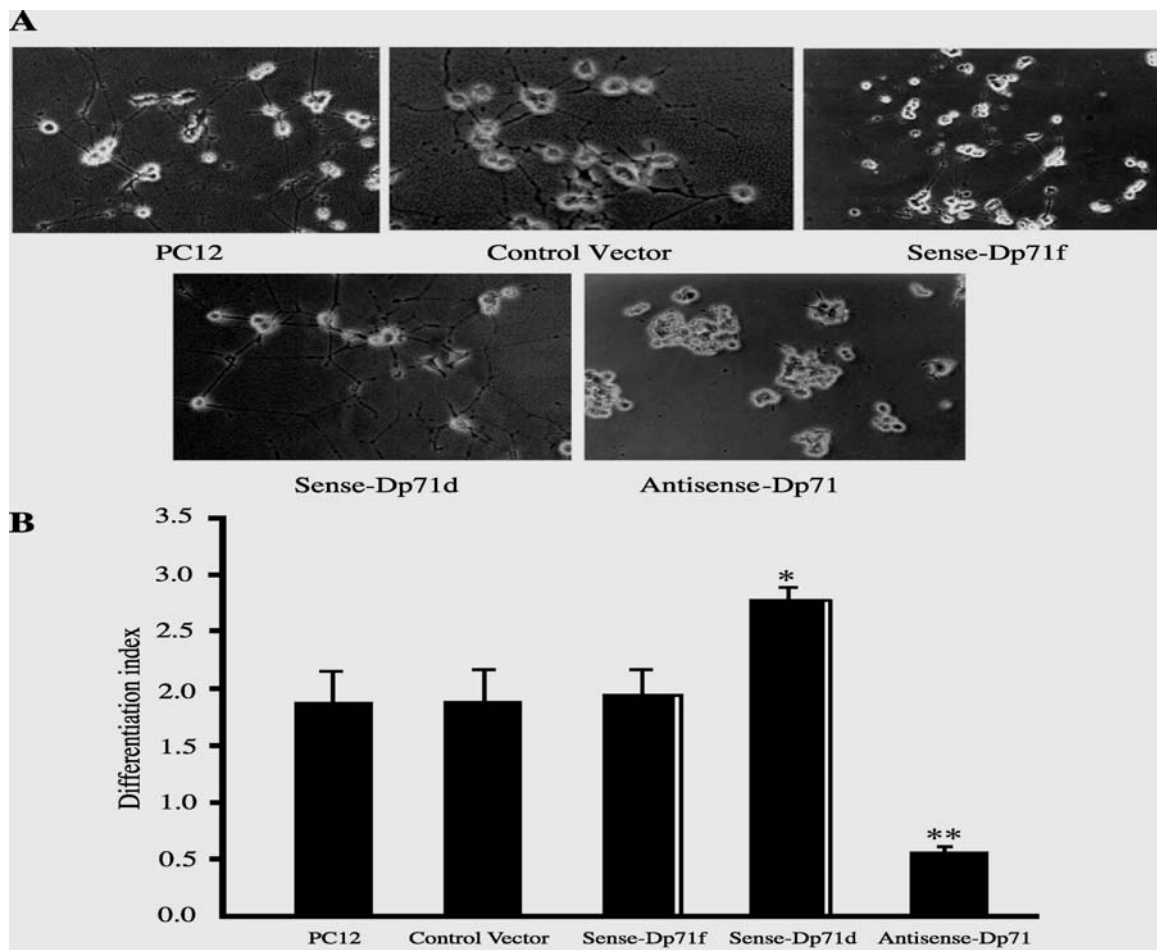 A
PC12 Control Vector Sense-Dp71f
Sense-Dp71d Antisense-Dp71
B
Differentiation index
3.5
3.0
2.5
2.0
1.5
1.0
0.5
0.0
*
**
PC12 Control Vector Sense-Dp71f Sense-Dp71d Antisense-Dp71